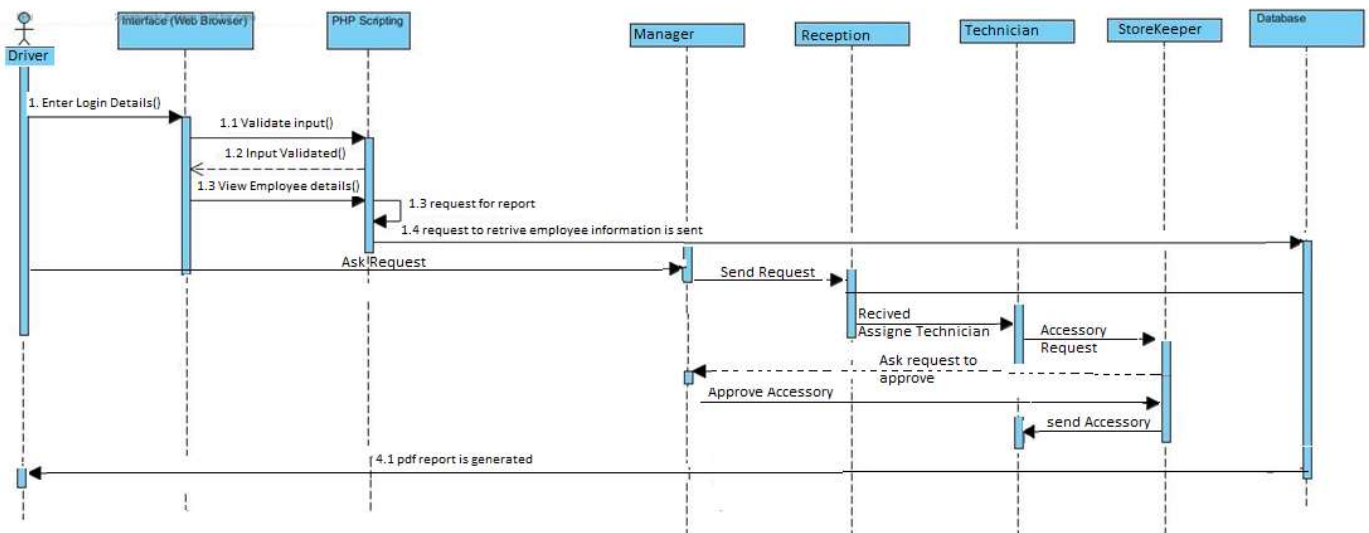 Interface (Web Browser)
PHP Scripting
Manager
Reception
Technician
StoreKeeper
Database
Driver
1. Enter Login Details()
1.1 Validate input()
1.2 Input Validated()
1.3 View Employee details()
1.3 request for report
1.4 request to retrive employee information is sent
Ask Request
Send Request
Recived
Assigne Technician
Accessory
Request
Ask request to
approve
Approve Accessory
send Accessory
4.1 pdf report is generated